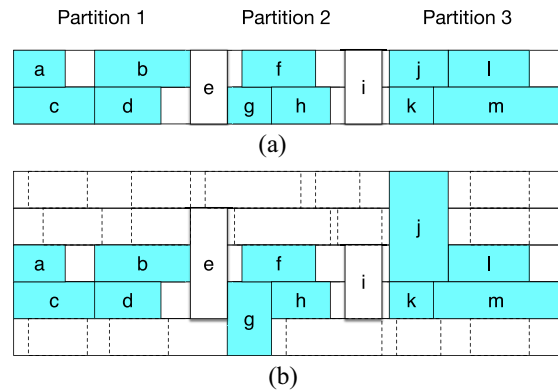 Partition 1 Partition 2 Partition 3
a b e f i j l
c d g h k m
(a)
j
e
a b f i l
c d g h k m
(b)